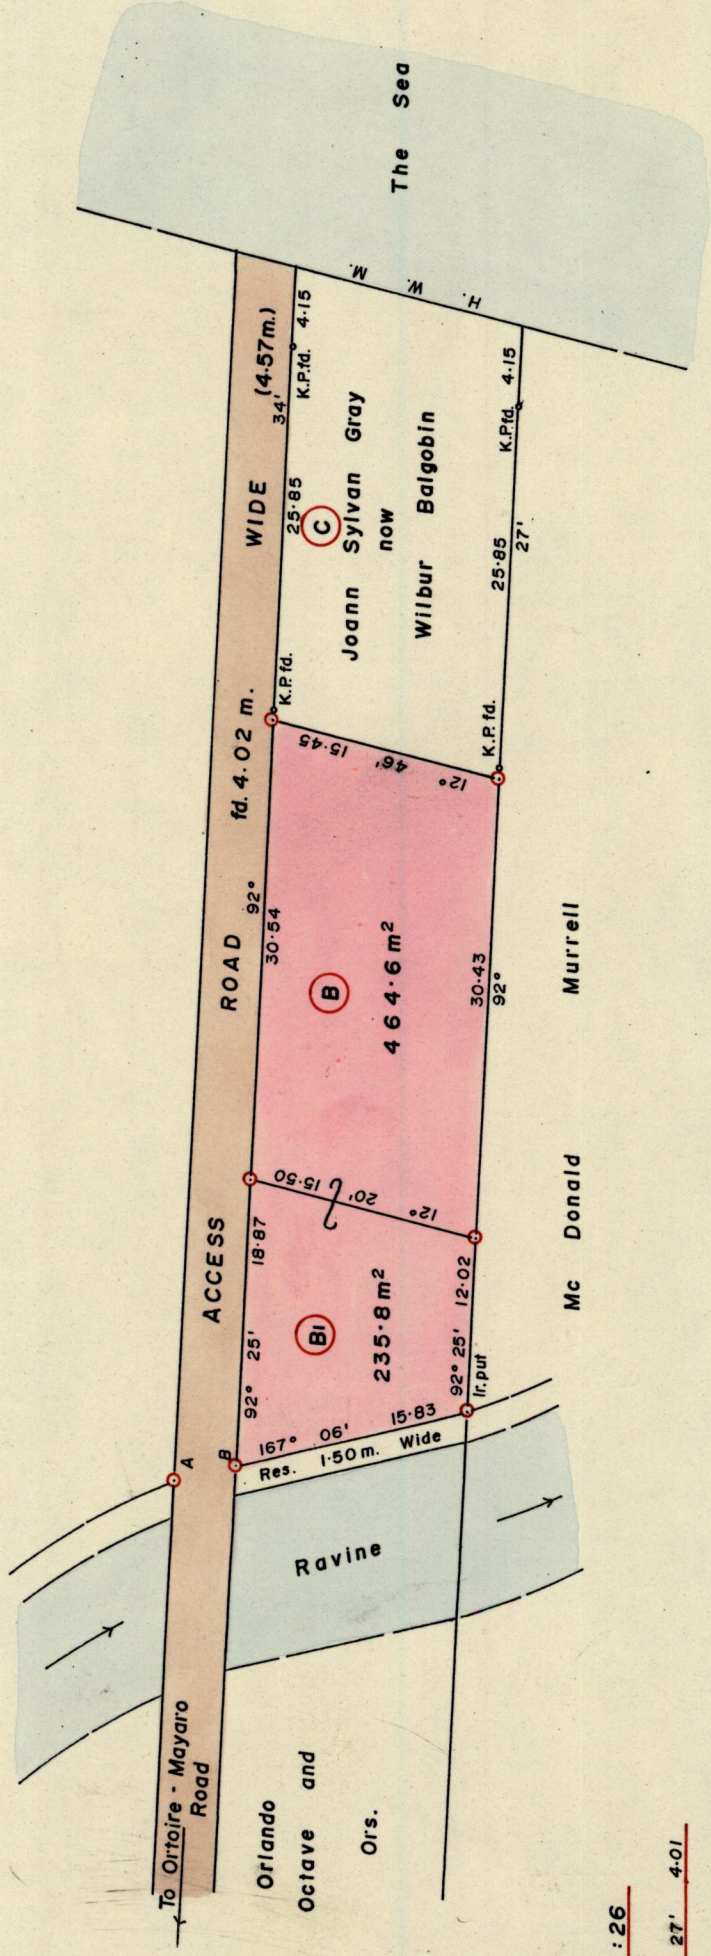 The Sea
H. W. M.
ACCESS ROAD fd. 4.02 m. WIDE (4.57m.)
92° 34'
30.54
25.85
4.15
K.P.fd.
K.P.fd.
C
Joann Sylvan Gray
now
Wilbur Balgobin
25.85
27'
4.15
K.P.fd.
K.P.fd.
12° 46' 15.45
B
464.6 m²
30.43
92°
12° 20' 15.50
92° 25' 18.87
B1
235.8 m²
92° 25' 12.02
Ir. put
167° 06' 15.83
Res. 1.50 m. Wide
A
B
Ravine
Mc Donald Murrell
To Ortoire - Mayaro
Road
Orlando
Octave and
Ors.
: 26
27' 4.01